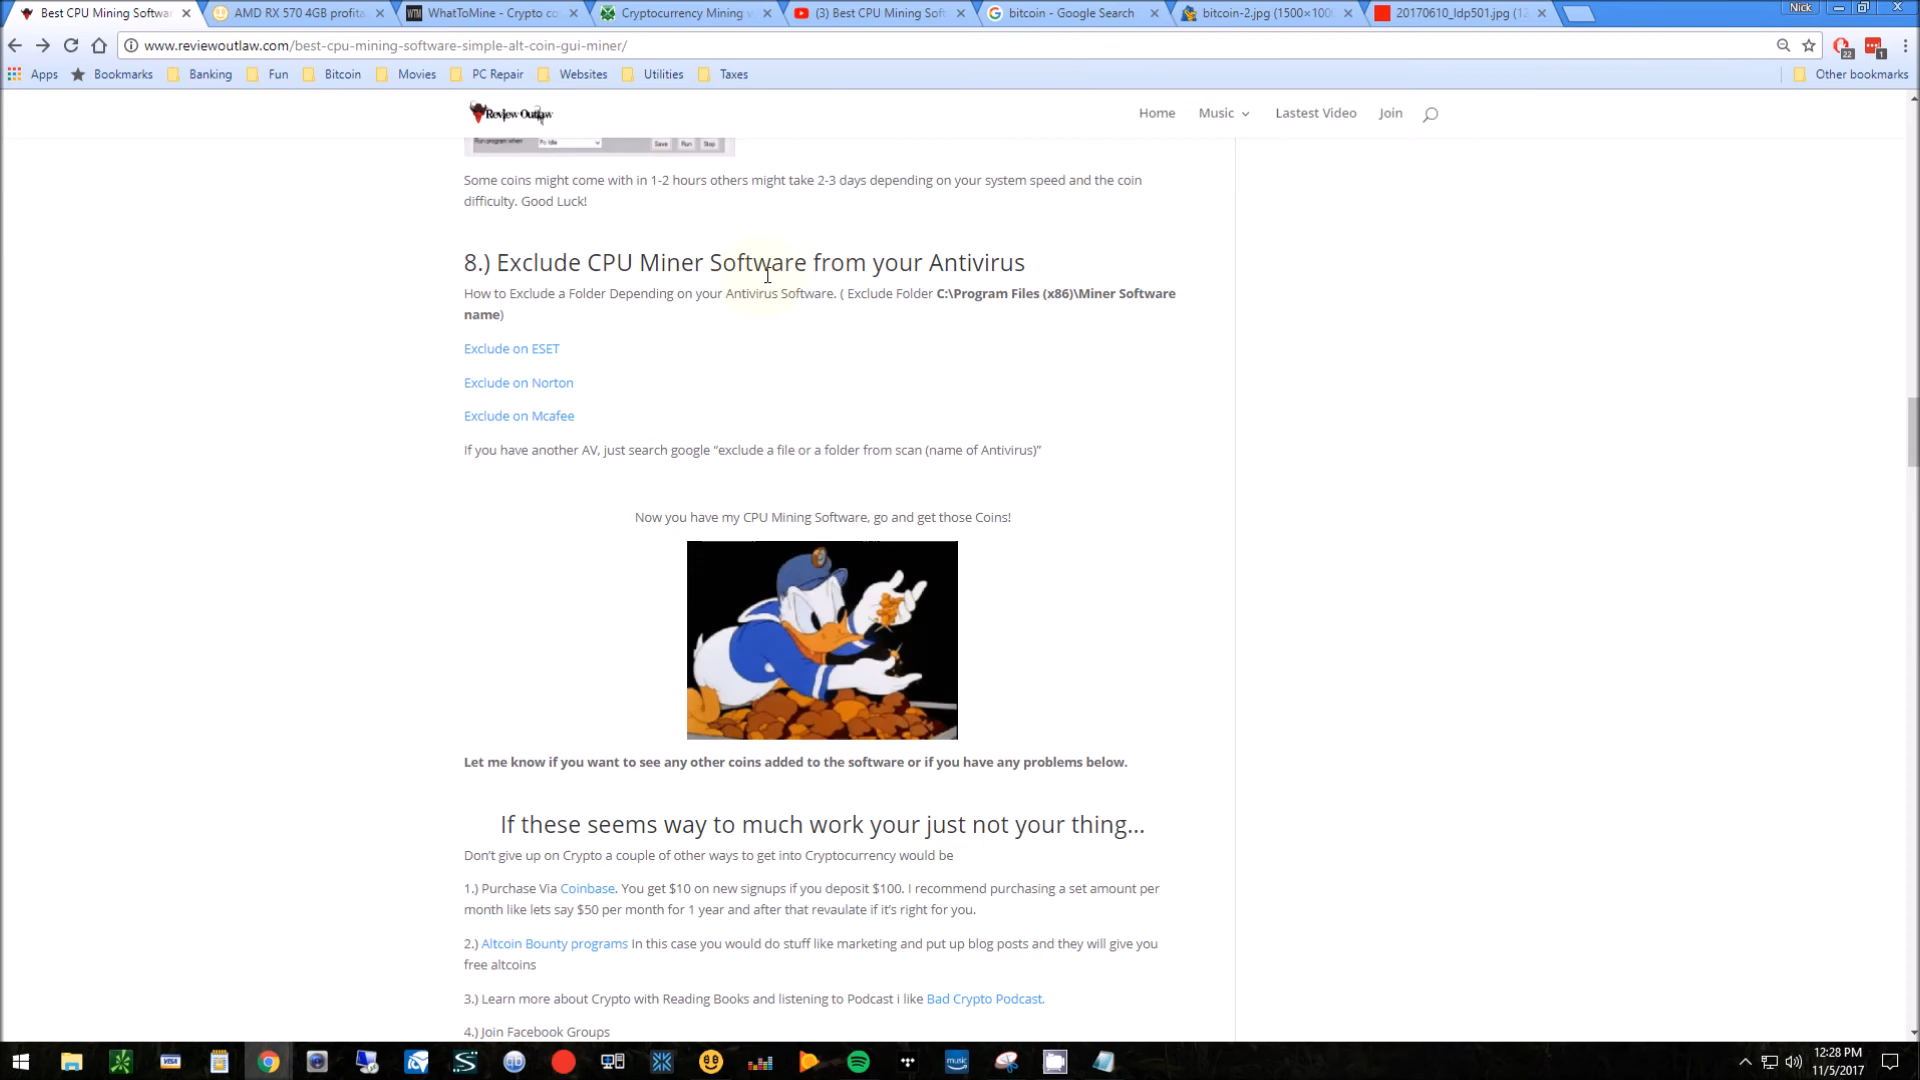 Best CPU Mining Softwar
AMD RX 570 4GB profita
WhatToMine - Crypto co
Cryptocurrency Mining v
(3) Best CPU Mining Soft
bitcoin - Google Search
bitcoin-2.jpg (1500×100
20170610_ldp501.jpg (12
Nick
www.reviewoutlaw.com/best-cpu-mining-software-simple-alt-coin-gui-miner/
22
1
Apps
Bookmarks
Banking
Fun
Bitcoin
Movies
PC Repair
Websites
Utilities
Taxes
Other bookmarks
Review Outlaw
Home
Music
Lastest Video
Join
Run program when
Pc Idle
Save
Run
Stop
Some coins might come with in 1-2 hours others might take 2-3 days depending on your system speed and the coin
difficulty. Good Luck!
8.) Exclude CPU Miner Software from your Antivirus
How to Exclude a Folder Depending on your Antivirus Software. ( Exclude Folder C:\Program Files (x86)\Miner Software
name)
Exclude on ESET
Exclude on Norton
Exclude on Mcafee
If you have another AV, just search google “exclude a file or a folder from scan (name of Antivirus)”
Now you have my CPU Mining Software, go and get those Coins!
Let me know if you want to see any other coins added to the software or if you have any problems below.
If these seems way to much work your just not your thing...
Don’t give up on Crypto a couple of other ways to get into Cryptocurrency would be
1.) Purchase Via Coinbase. You get $10 on new signups if you deposit $100. I recommend purchasing a set amount per
month like lets say $50 per month for 1 year and after that revaulate if it’s right for you.
2.) Altcoin Bounty programs In this case you would do stuff like marketing and put up blog posts and they will give you
free altcoins
3.) Learn more about Crypto with Reading Books and listening to Podcast i like Bad Crypto Podcast.
4.) Join Facebook Groups
VISA
music
12:28 PM
11/5/2017